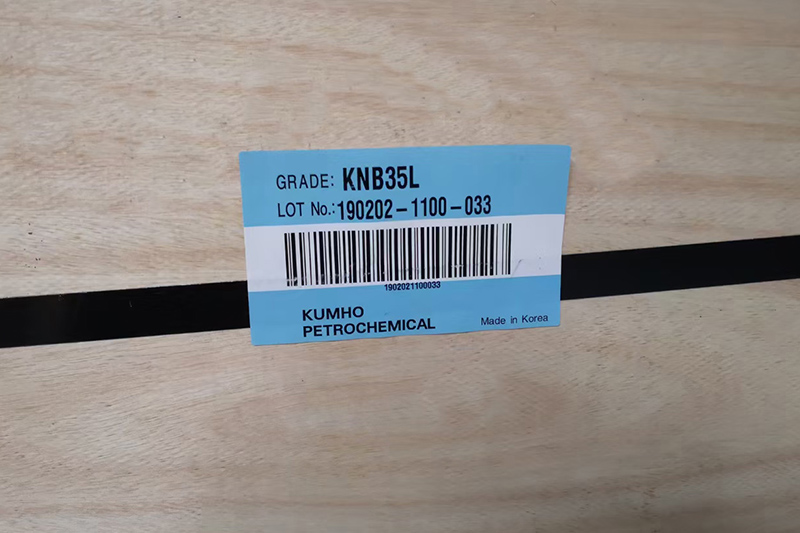 GRADE: KNB35L
LOT No.: 190202-1100-033
1902021100033
KUMHO
PETROCHEMICAL
Made in Korea